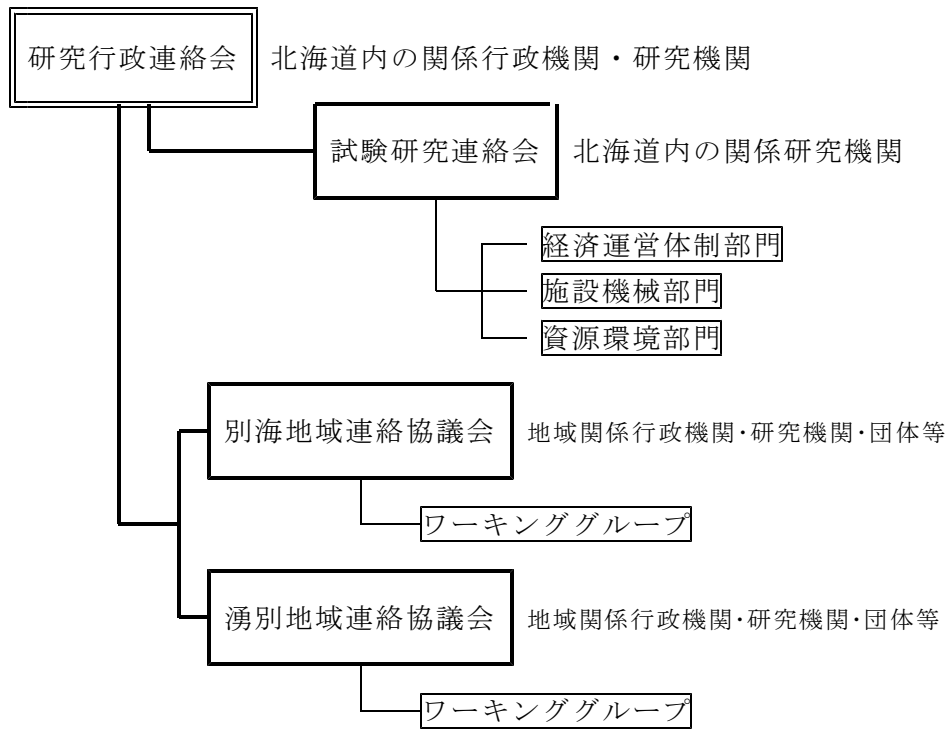 研究行政連絡会 北海道内の関係行政機関・研究機関
試験研究連絡会 北海道内の関係研究機関
経済運営体制部門
施設機械部門
資源環境部門
別海地域連絡協議会 地域関係行政機関・研究機関・団体等
ワーキンググループ
湧別地域連絡協議会 地域関係行政機関・研究機関・団体等
ワーキンググループ